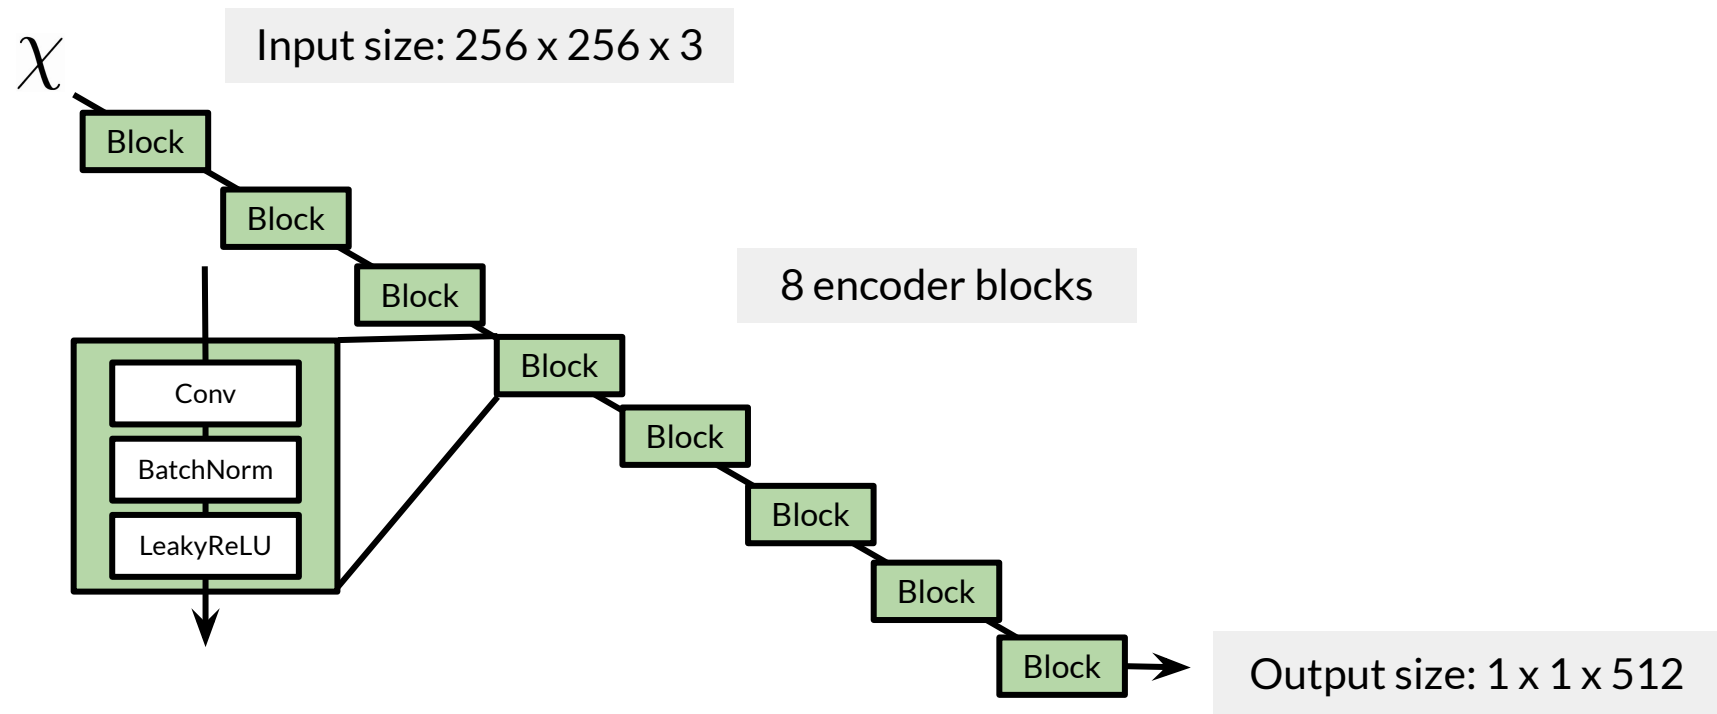 χ
Input size: 256 x 256 x 3
Block
Block
Block
8 encoder blocks
Block
Conv
BatchNorm
LeakyReLU
Block
Block
Block
Block
Output size: 1 x 1 x 512